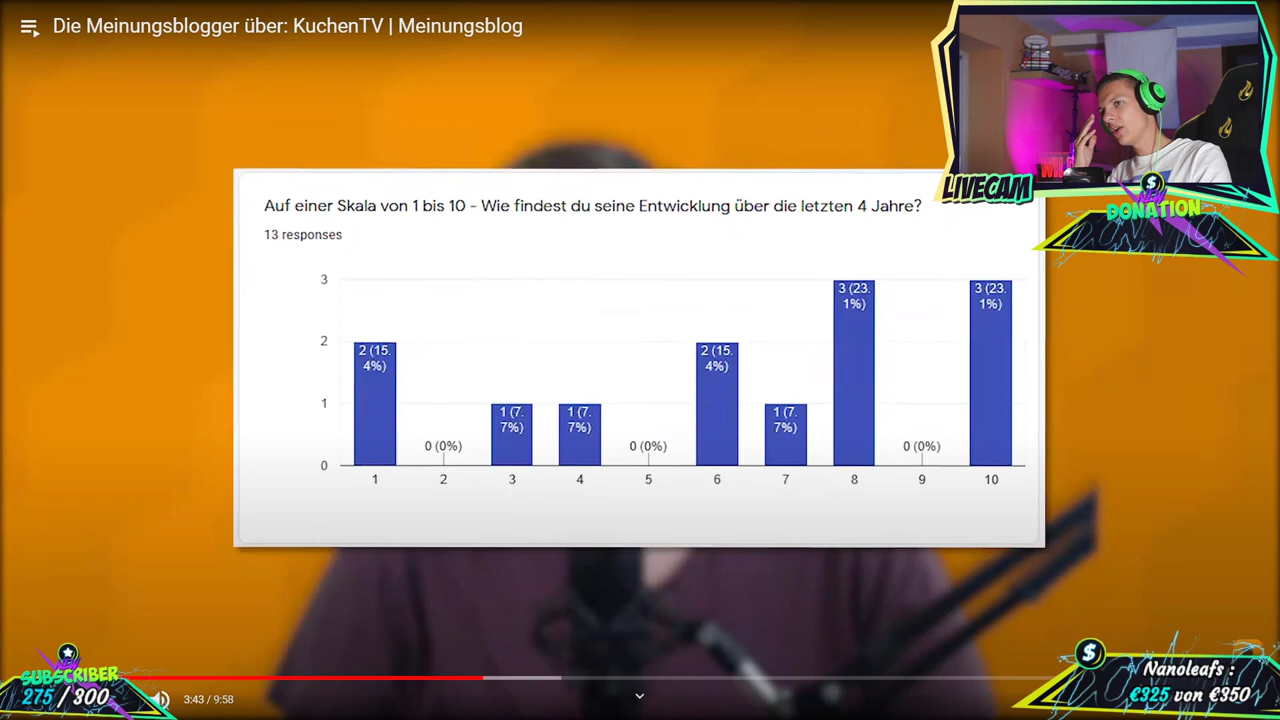 Die Meinungsblogger über: KuchenTV | Meinungsblog
LIVECAM
NEW
DONATION
Auf einer Skala von 1 bis 10 - Wie findest du seine Entwicklung über die letzten 4 Jahre?
13 responses
3
2
1
0
2 (15.
4%)
0 (0%)
1 (7.
7%)
1 (7.
7%)
0 (0%)
2 (15.
4%)
1 (7.
7%)
3 (23.
1%)
0 (0%)
3 (23.
1%)
1 2 3 4 5 6 7 8 9 10
NEW
SUBSCRIBER
275 / 300
3:43 / 9:58
Nanoleafs :
€325 von €350